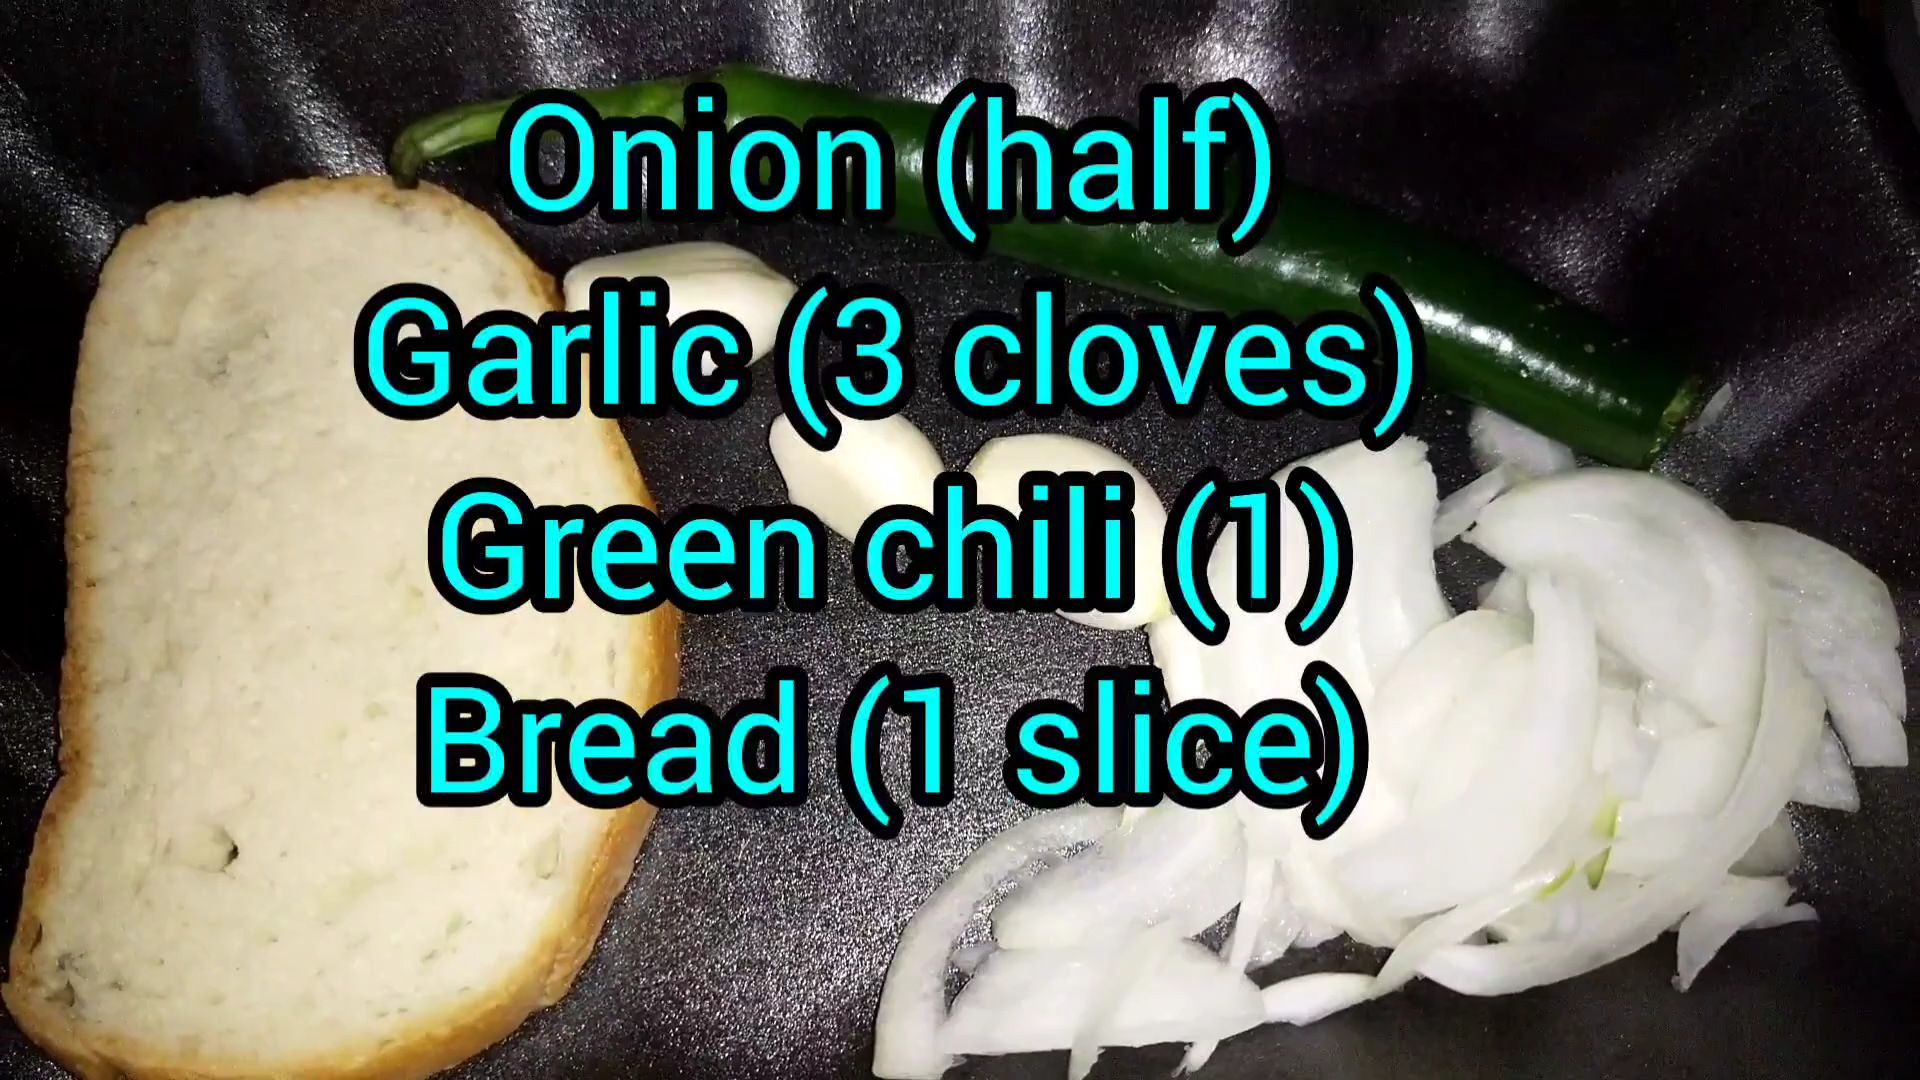 Onion (half)
Garlic (3 cloves)
Green chili (1)
Bread (1 slice)